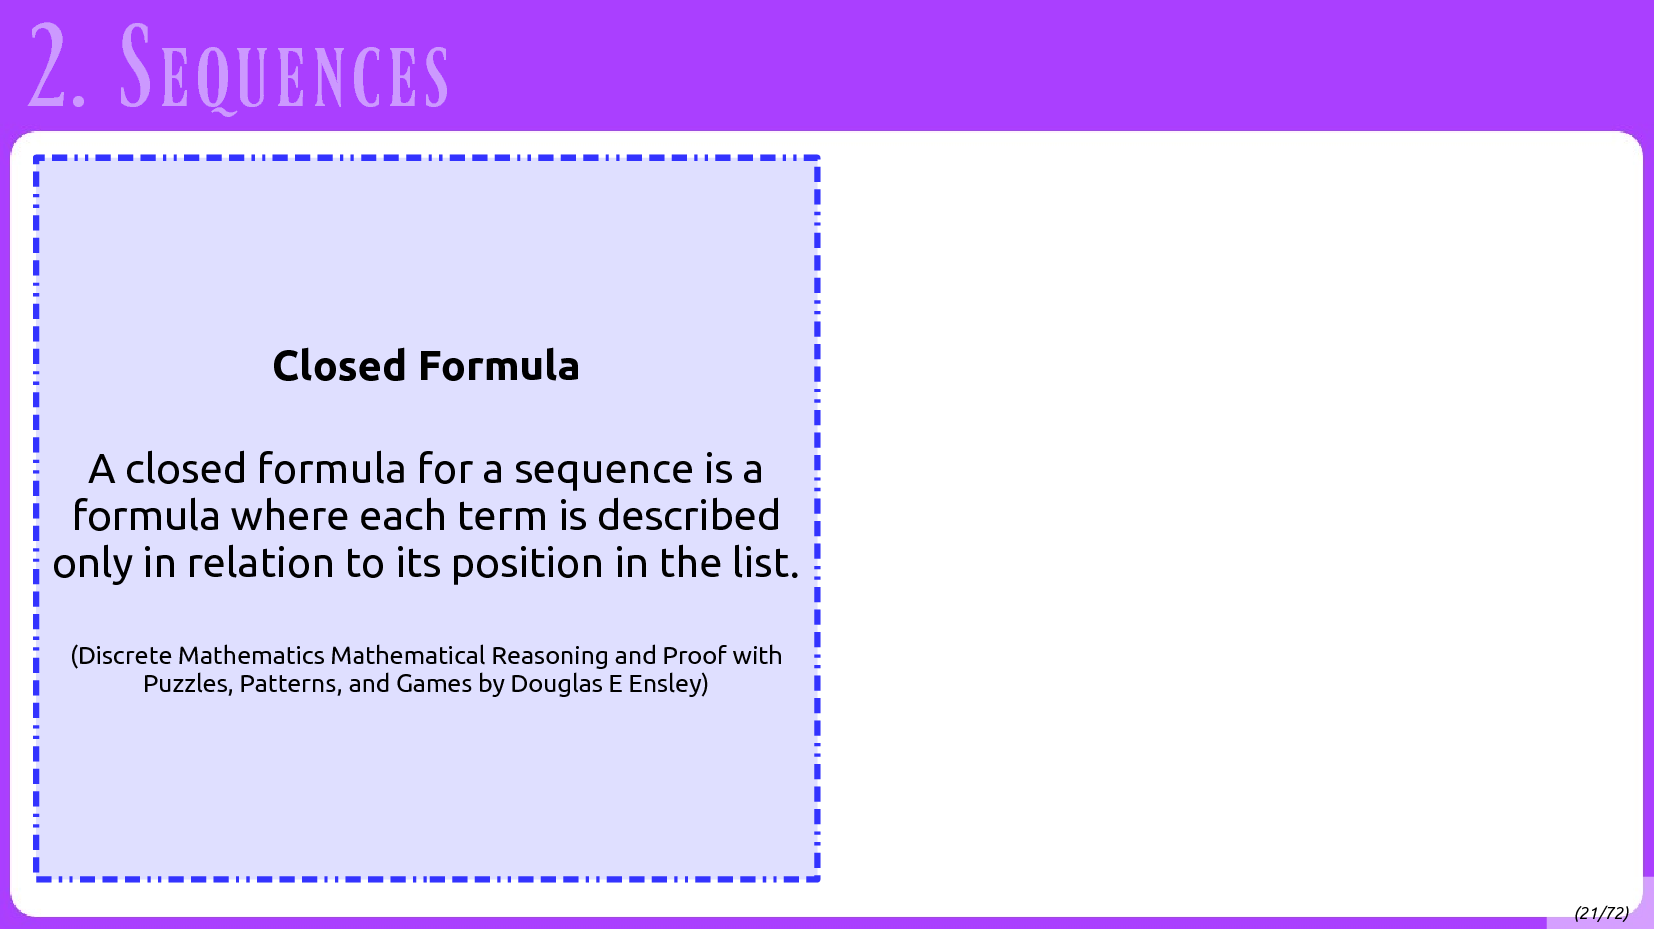 2. Sequences
Closed Formula
A closed formula for a sequence is a
formula where each term is described
only in relation to its position in the list.
(Discrete Mathematics Mathematical Reasoning and Proof with
Puzzles, Patterns, and Games by Douglas E Ensley)
(21/72)